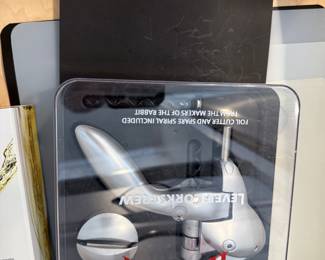 LEVER CORKSCREW
FOIL CUTTER AND SPARE SPIRAL INCLUDED
FROM THE MAKERS OF THE RABBIT